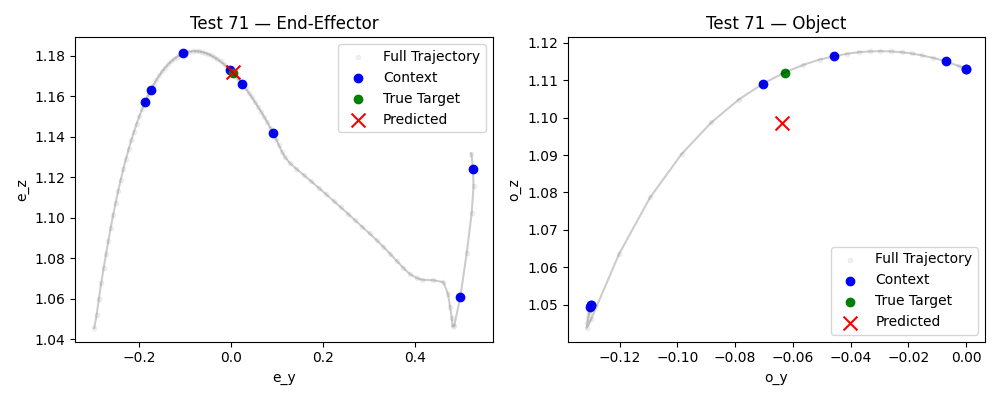 Test 71 — End-Effector
Test 71 — Object
1.18
1.16
1.14
1.12
1.10
1.08
1.06
1.04
e_z
−0.2
0.0
0.2
0.4
e_y
Full Trajectory
Context
True Target
Predicted
1.12
1.11
1.10
1.09
1.08
1.07
1.06
1.05
o_z
−0.12
−0.10
−0.08
−0.06
−0.04
−0.02
0.00
o_y
Full Trajectory
Context
True Target
Predicted